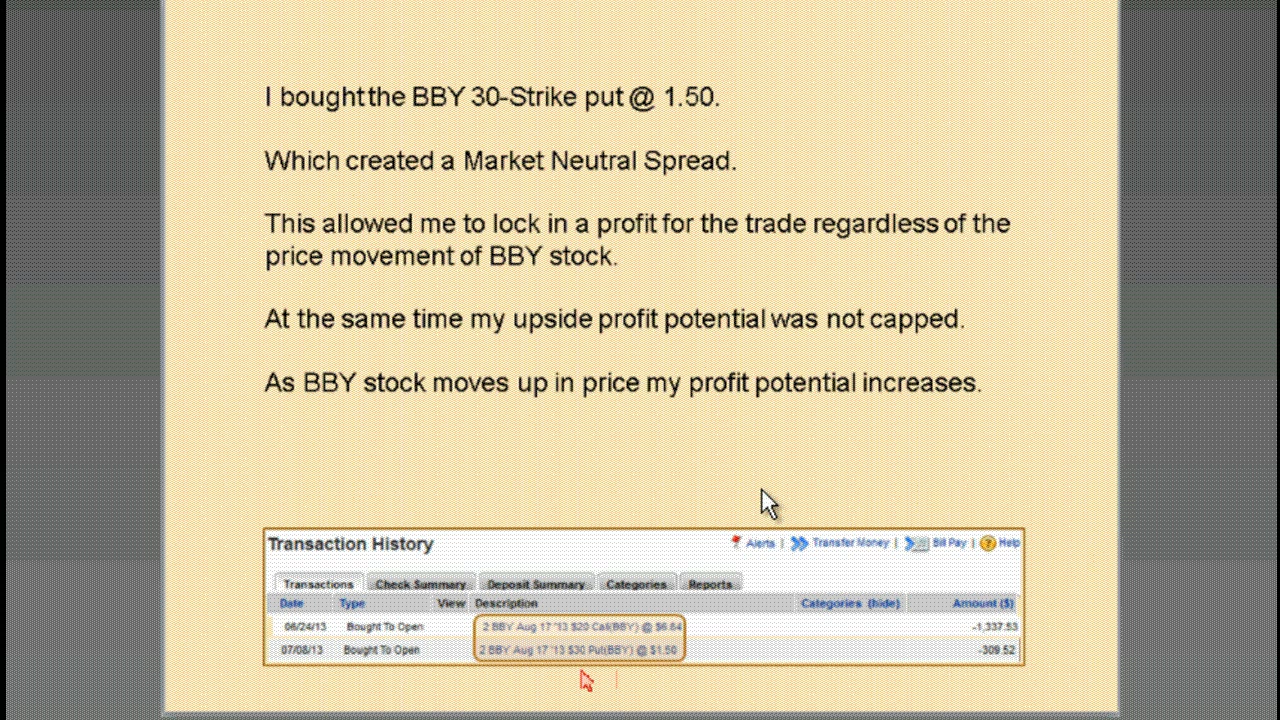 I bought the BBY 30-Strike put @ 1.50.
Which created a Market Neutral Spread.
This allowed me to lock in a profit for the trade regardless of the
price movement of BBY stock.
At the same time my upside profit potential was not capped.
As BBY stock moves up in price my profit potential increases.
Transaction History
Alerts | Transfer Money | Bill Pay | Help
Transactions Check Summary Deposit Summary Categories Reports
Date Type View Description Categories (hide) Amount ($)
06/24/13 Bought To Open 2 BBY Aug 17 '13 $20 Call(BBY) @ $6.64 -1,337.53
07/08/13 Bought To Open 2 BBY Aug 17 '13 $30 Put(BBY) @ $1.50 -309.52